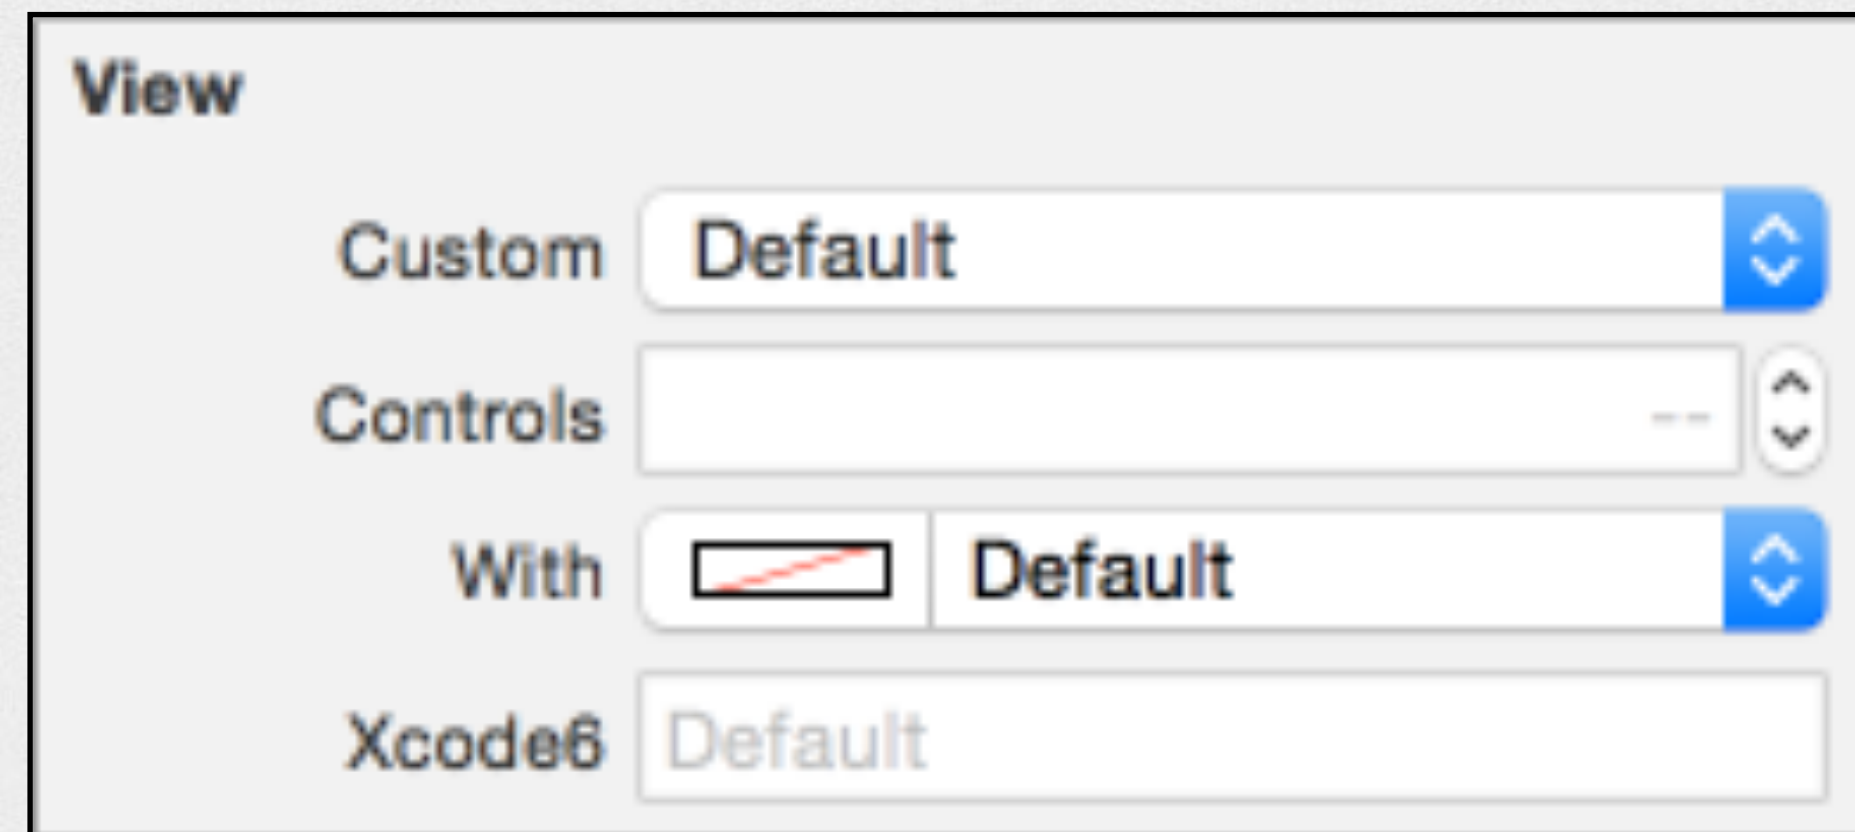 View
Custom Default
Controls --
With Default
Xcode6 Default